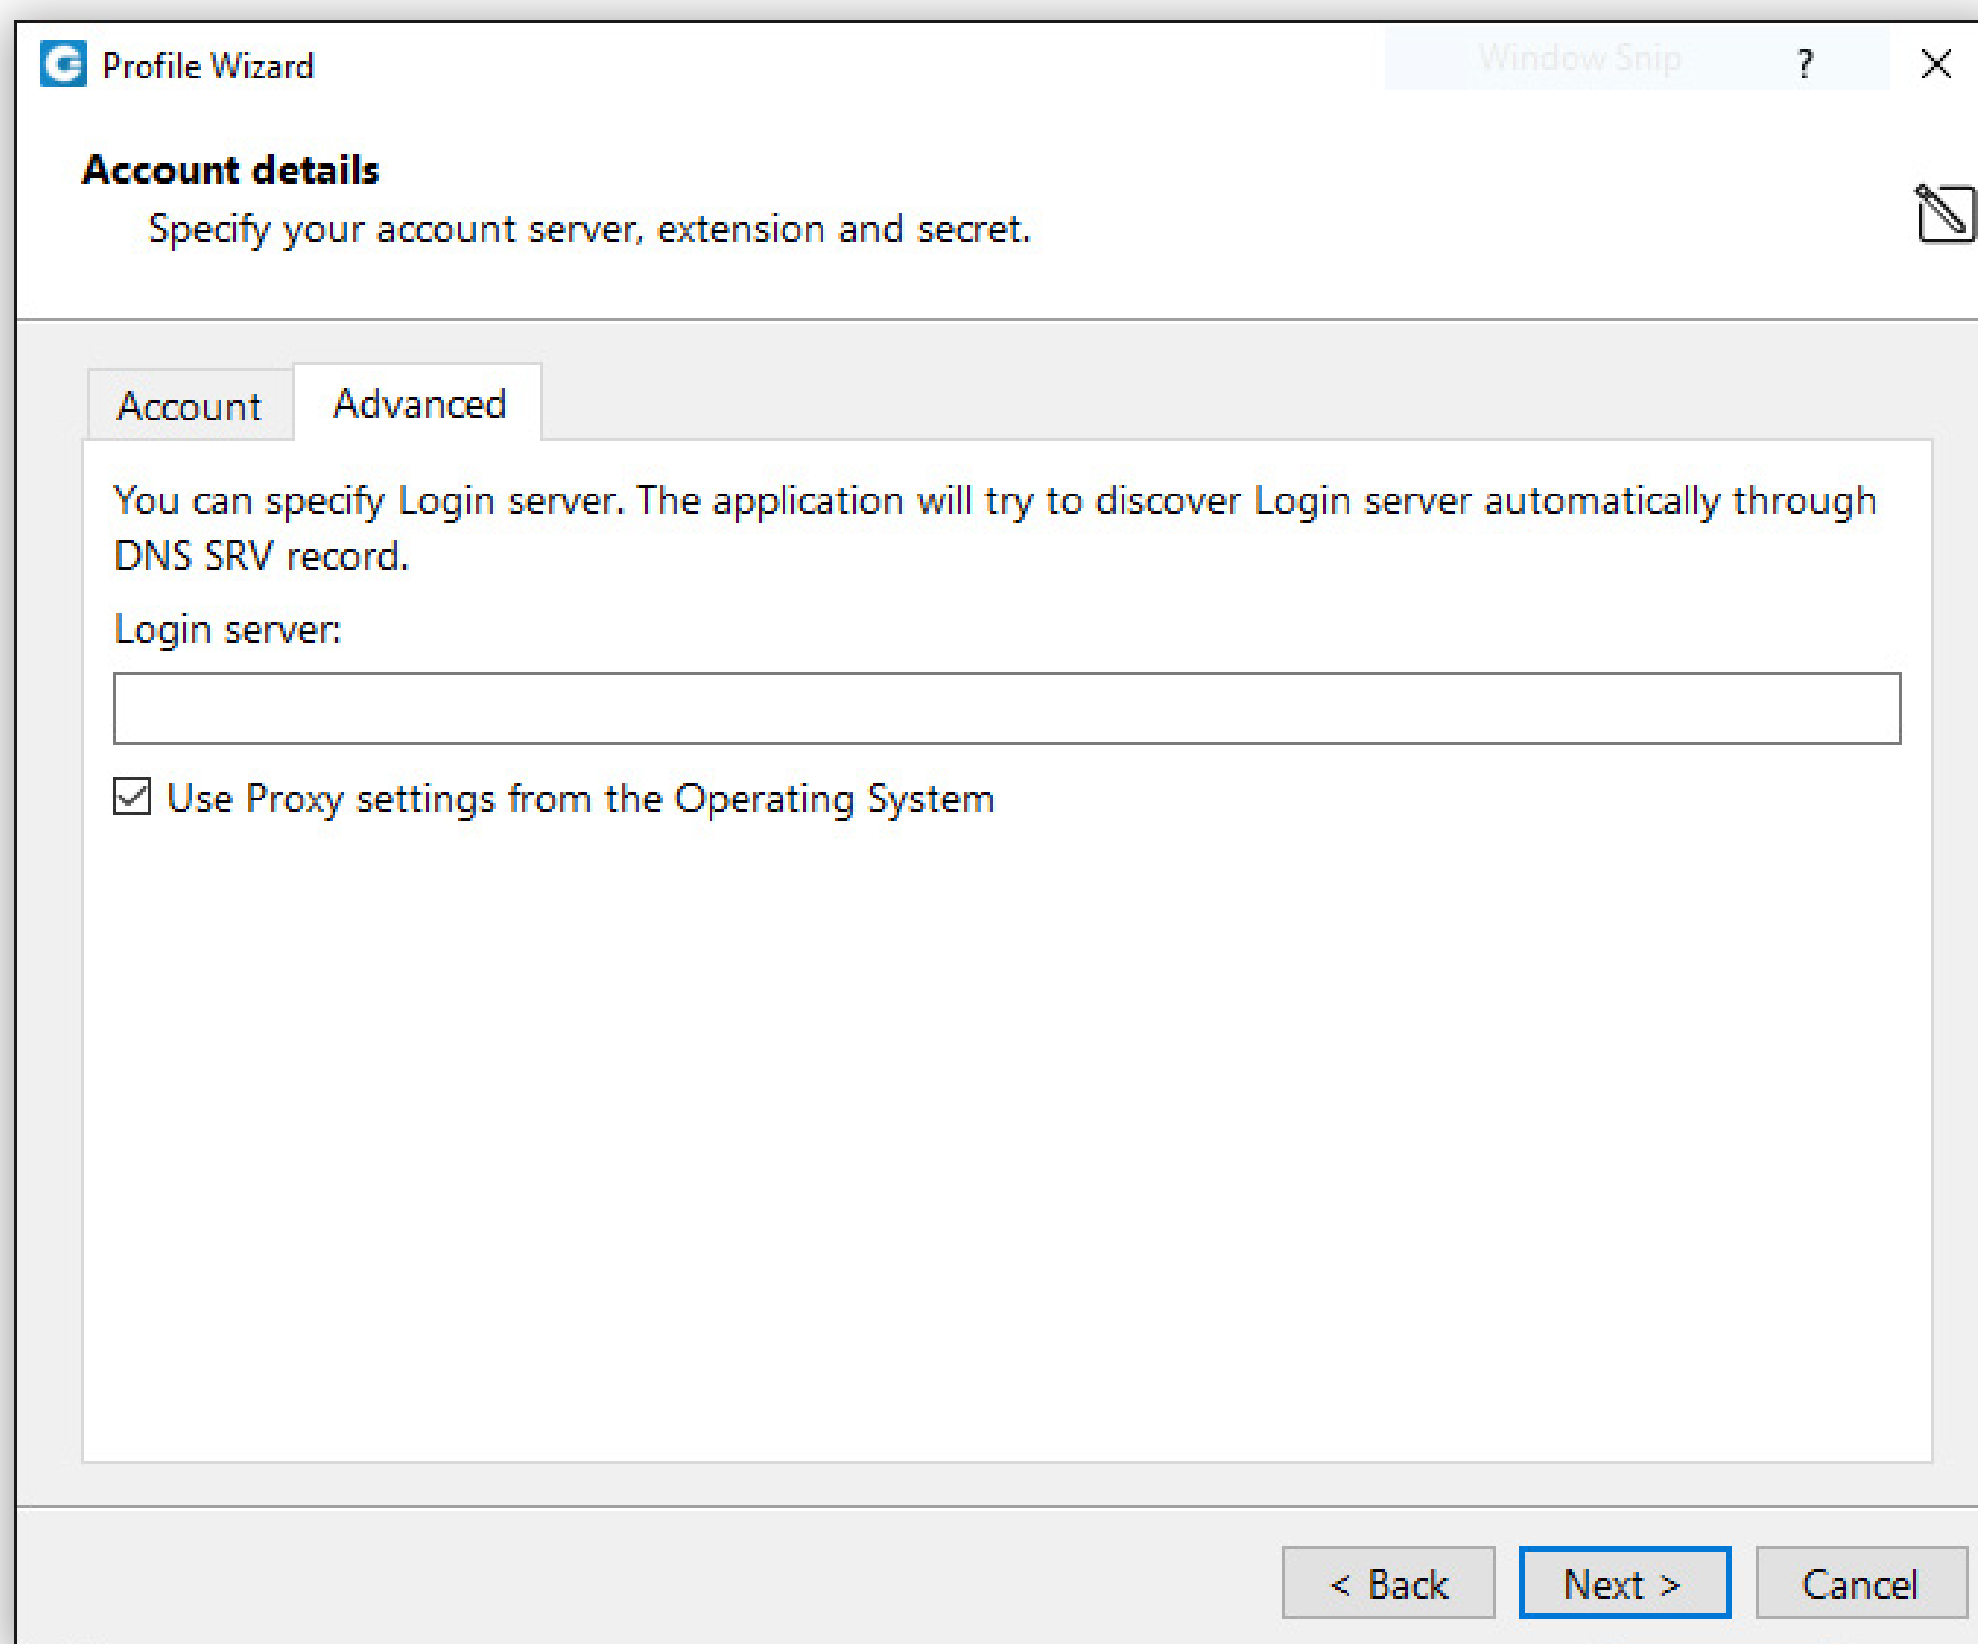 Profile Wizard
Window Snip
?
Account details
Specify your account server, extension and secret.
Account
Advanced
You can specify Login server. The application will try to discover Login server automatically through
DNS SRV record.
Login server:
Use Proxy settings from the Operating System
< Back
Next >
Cancel